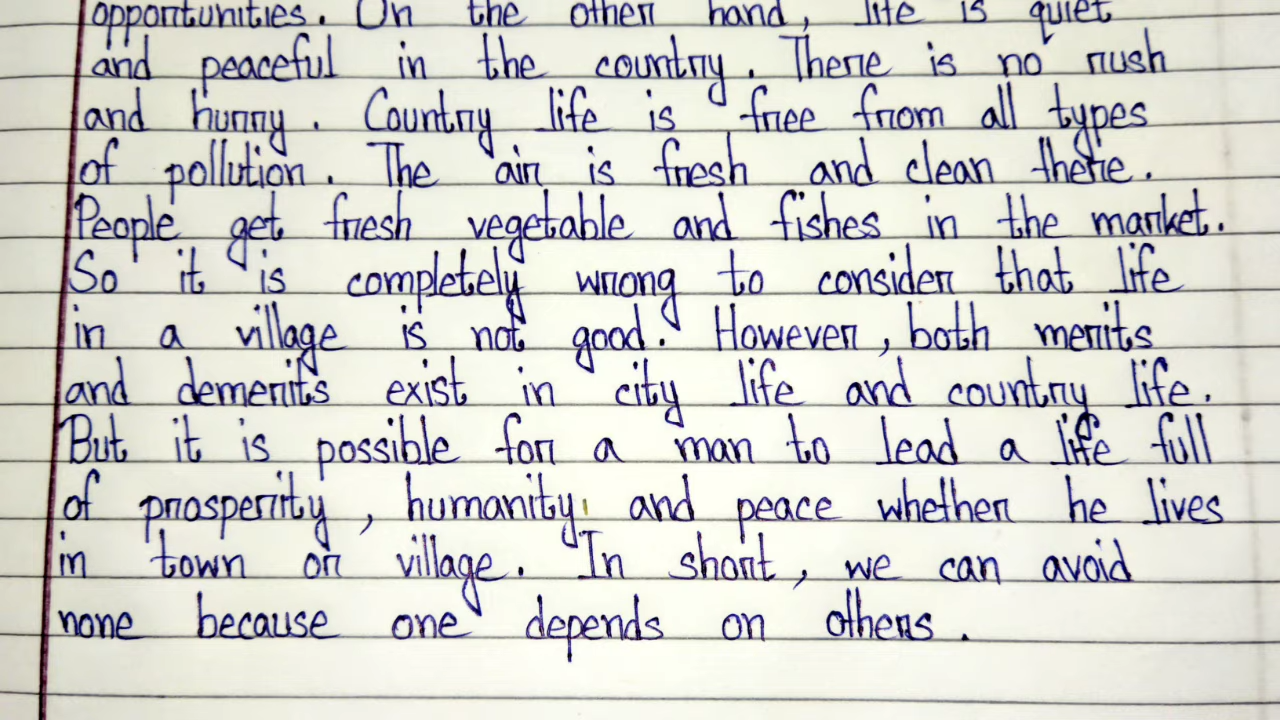 opportunities. On the other hand, life is quiet
and peaceful in the country. There is no rush
and hurry. Country life is free from all types
of pollution. The air is fresh and clean there.
People get fresh vegetable and fishes in the market.
So it is completely wrong to consider that life
in a village is not good. However, both merits
and demerits exist in city life and country life.
But it is possible for a man to lead a life full
of prosperity, humanity and peace whether he lives
in town or village. In short, we can avoid
none because one depends on others.